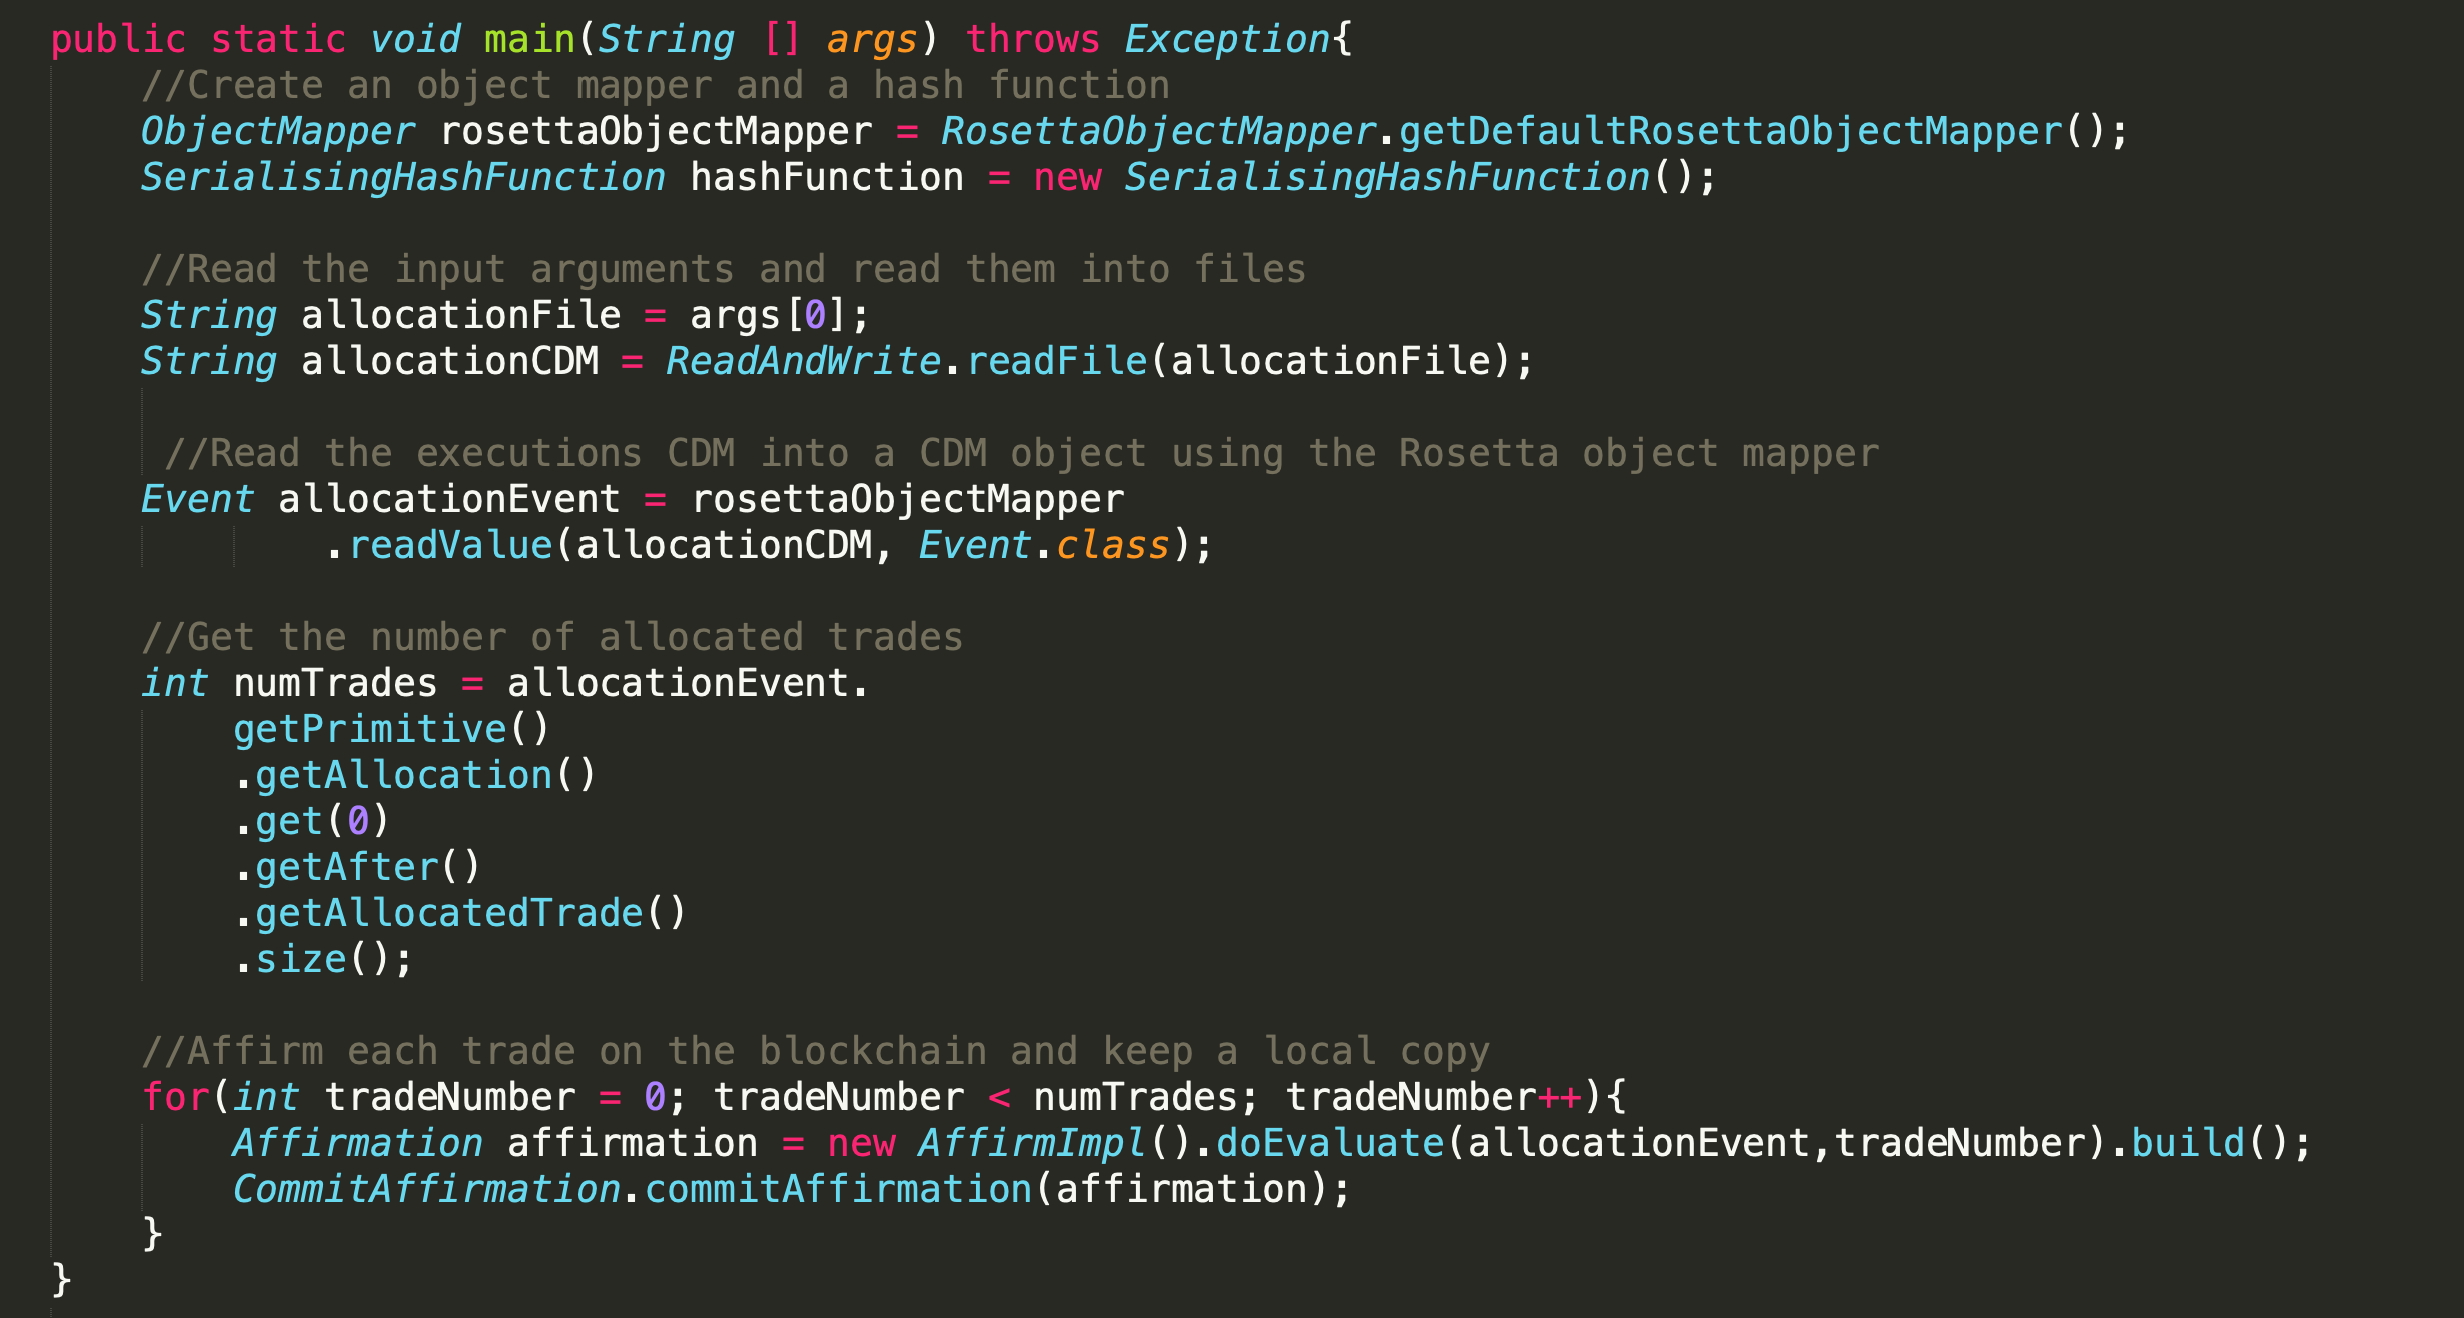 public static void main(String [] args) throws Exception{
    //Create an object mapper and a hash function
    ObjectMapper rosettaObjectMapper = RosettaObjectMapper.getDefaultRosettaObjectMapper();
    SerialisingHashFunction hashFunction = new SerialisingHashFunction();

    //Read the input arguments and read them into files
    String allocationFile = args[0];
    String allocationCDM = ReadAndWrite.readFile(allocationFile);

     //Read the executions CDM into a CDM object using the Rosetta object mapper
    Event allocationEvent = rosettaObjectMapper
            .readValue(allocationCDM, Event.class);

    //Get the number of allocated trades
    int numTrades = allocationEvent.
        getPrimitive()
        .getAllocation()
        .get(0)
        .getAfter()
        .getAllocatedTrade()
        .size();

    //Affirm each trade on the blockchain and keep a local copy
    for(int tradeNumber = 0; tradeNumber < numTrades; tradeNumber++){
        Affirmation affirmation = new AffirmImpl().doEvaluate(allocationEvent,tradeNumber).build();
        CommitAffirmation.commitAffirmation(affirmation);
    }
}